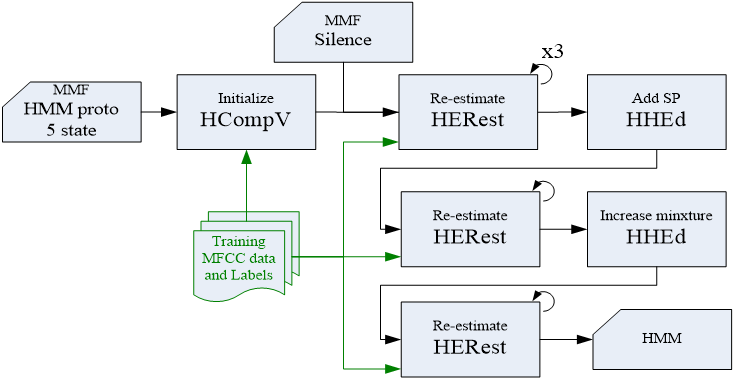 MMF
Silence
x3
MMF
HMM proto
5 state
Initialize
HCompV
Re-estimate
HERest
Add SP
HHEd
Training
MFCC data
and Labels
Re-estimate
HERest
Increase minxture
HHEd
Re-estimate
HERest
HMM